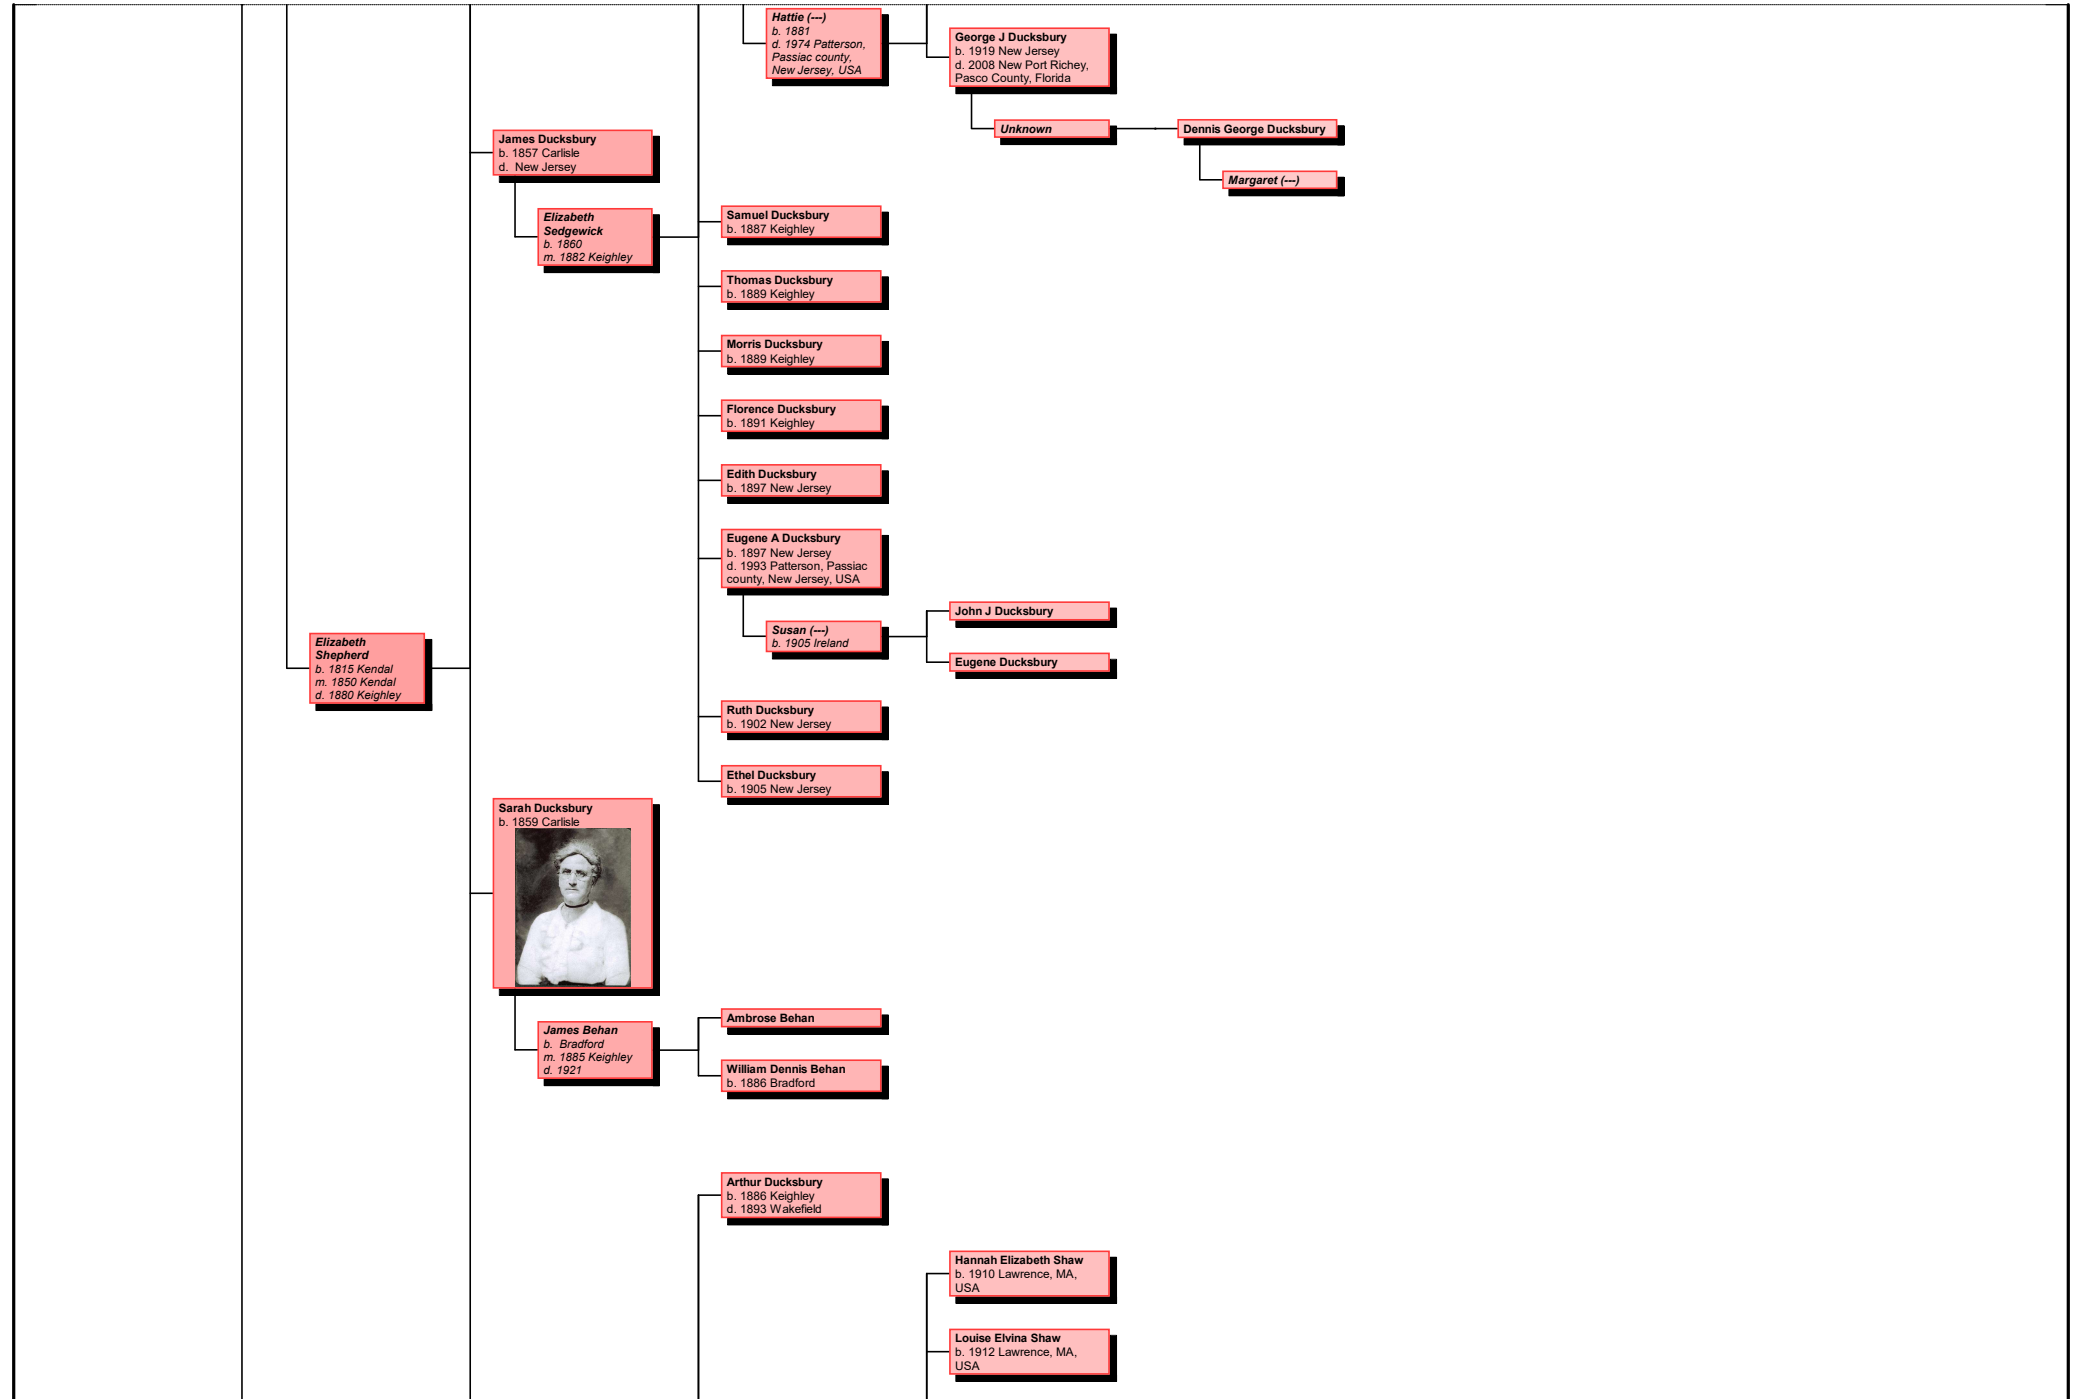 Hattie (---)
b. 1881
d. 1974 Patterson,
Passiac county,
New Jersey, USA
George J Ducksbury
b. 1919 New Jersey
d. 2008 New Port Richey,
Pasco County, Florida
Unknown
Dennis George Ducksbury
Margaret (---)
James Ducksbury
b. 1857 Carlisle
d.  New Jersey
Elizabeth
Sedgewick
b. 1860
m. 1882 Keighley
Samuel Ducksbury
b. 1887 Keighley
Thomas Ducksbury
b. 1889 Keighley
Morris Ducksbury
b. 1889 Keighley
Florence Ducksbury
b. 1891 Keighley
Edith Ducksbury
b. 1897 New Jersey
Eugene A Ducksbury
b. 1897 New Jersey
d. 1993 Patterson, Passiac
county, New Jersey, USA
Susan (---)
b. 1905 Ireland
John J Ducksbury
Eugene Ducksbury
Elizabeth
Shepherd
b. 1815 Kendal
m. 1850 Kendal
d. 1880 Keighley
Ruth Ducksbury
b. 1902 New Jersey
Ethel Ducksbury
b. 1905 New Jersey
Sarah Ducksbury
b. 1859 Carlisle
James Behan
b.  Bradford
m. 1885 Keighley
d. 1921
Ambrose Behan
William Dennis Behan
b. 1886 Bradford
Arthur Ducksbury
b. 1886 Keighley
d. 1893 Wakefield
Hannah Elizabeth Shaw
b. 1910 Lawrence, MA,
USA
Louise Elvina Shaw
b. 1912 Lawrence, MA,
USA